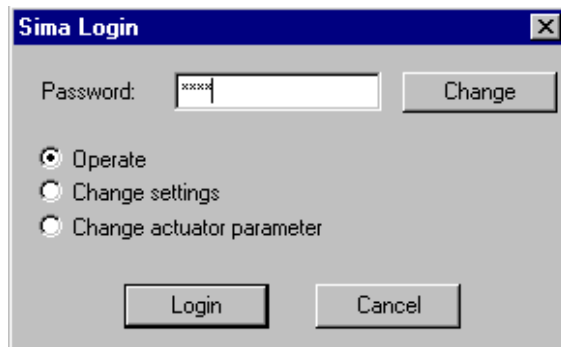 Sima Login
Password: **** Change
Operate
Change settings
Change actuator parameter
Login Cancel